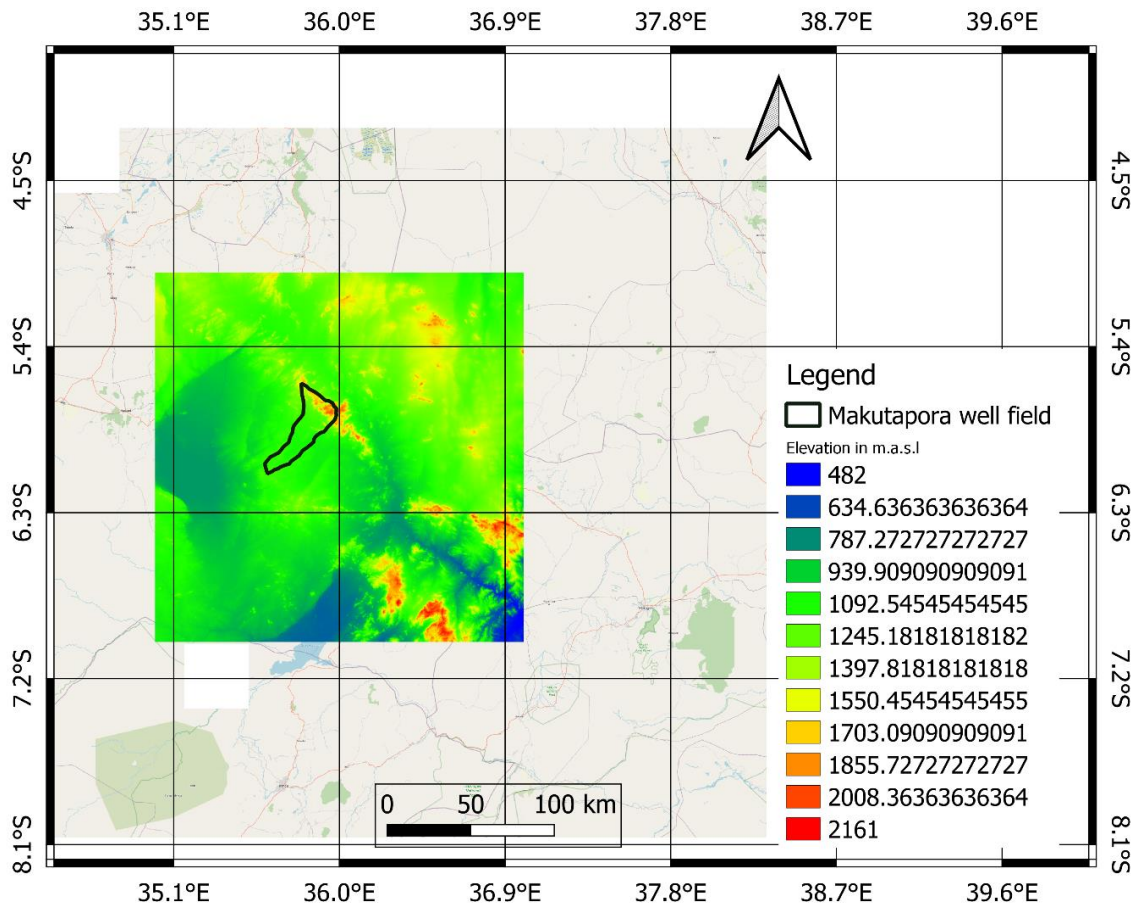 35.1°E 36.0°E 36.9°E 37.8°E 38.7°E 39.6°E
4.5°S 4.5°S
5.4°S 5.4°S
Legend
Makutapora well field
Elevation in m.a.s.l
482
6.3°S 634.636363636364 6.3°S
787.272727272727
939.909090909091
1092.54545454545
1245.18181818182
7.2°S 1397.81818181818 7.2°S
1550.45454545455
1703.09090909091
1855.72727272727
0 50 100 km
2008.36363636364
2161
8.1°S 8.1°S
35.1°E 36.0°E 36.9°E 37.8°E 38.7°E 39.6°E